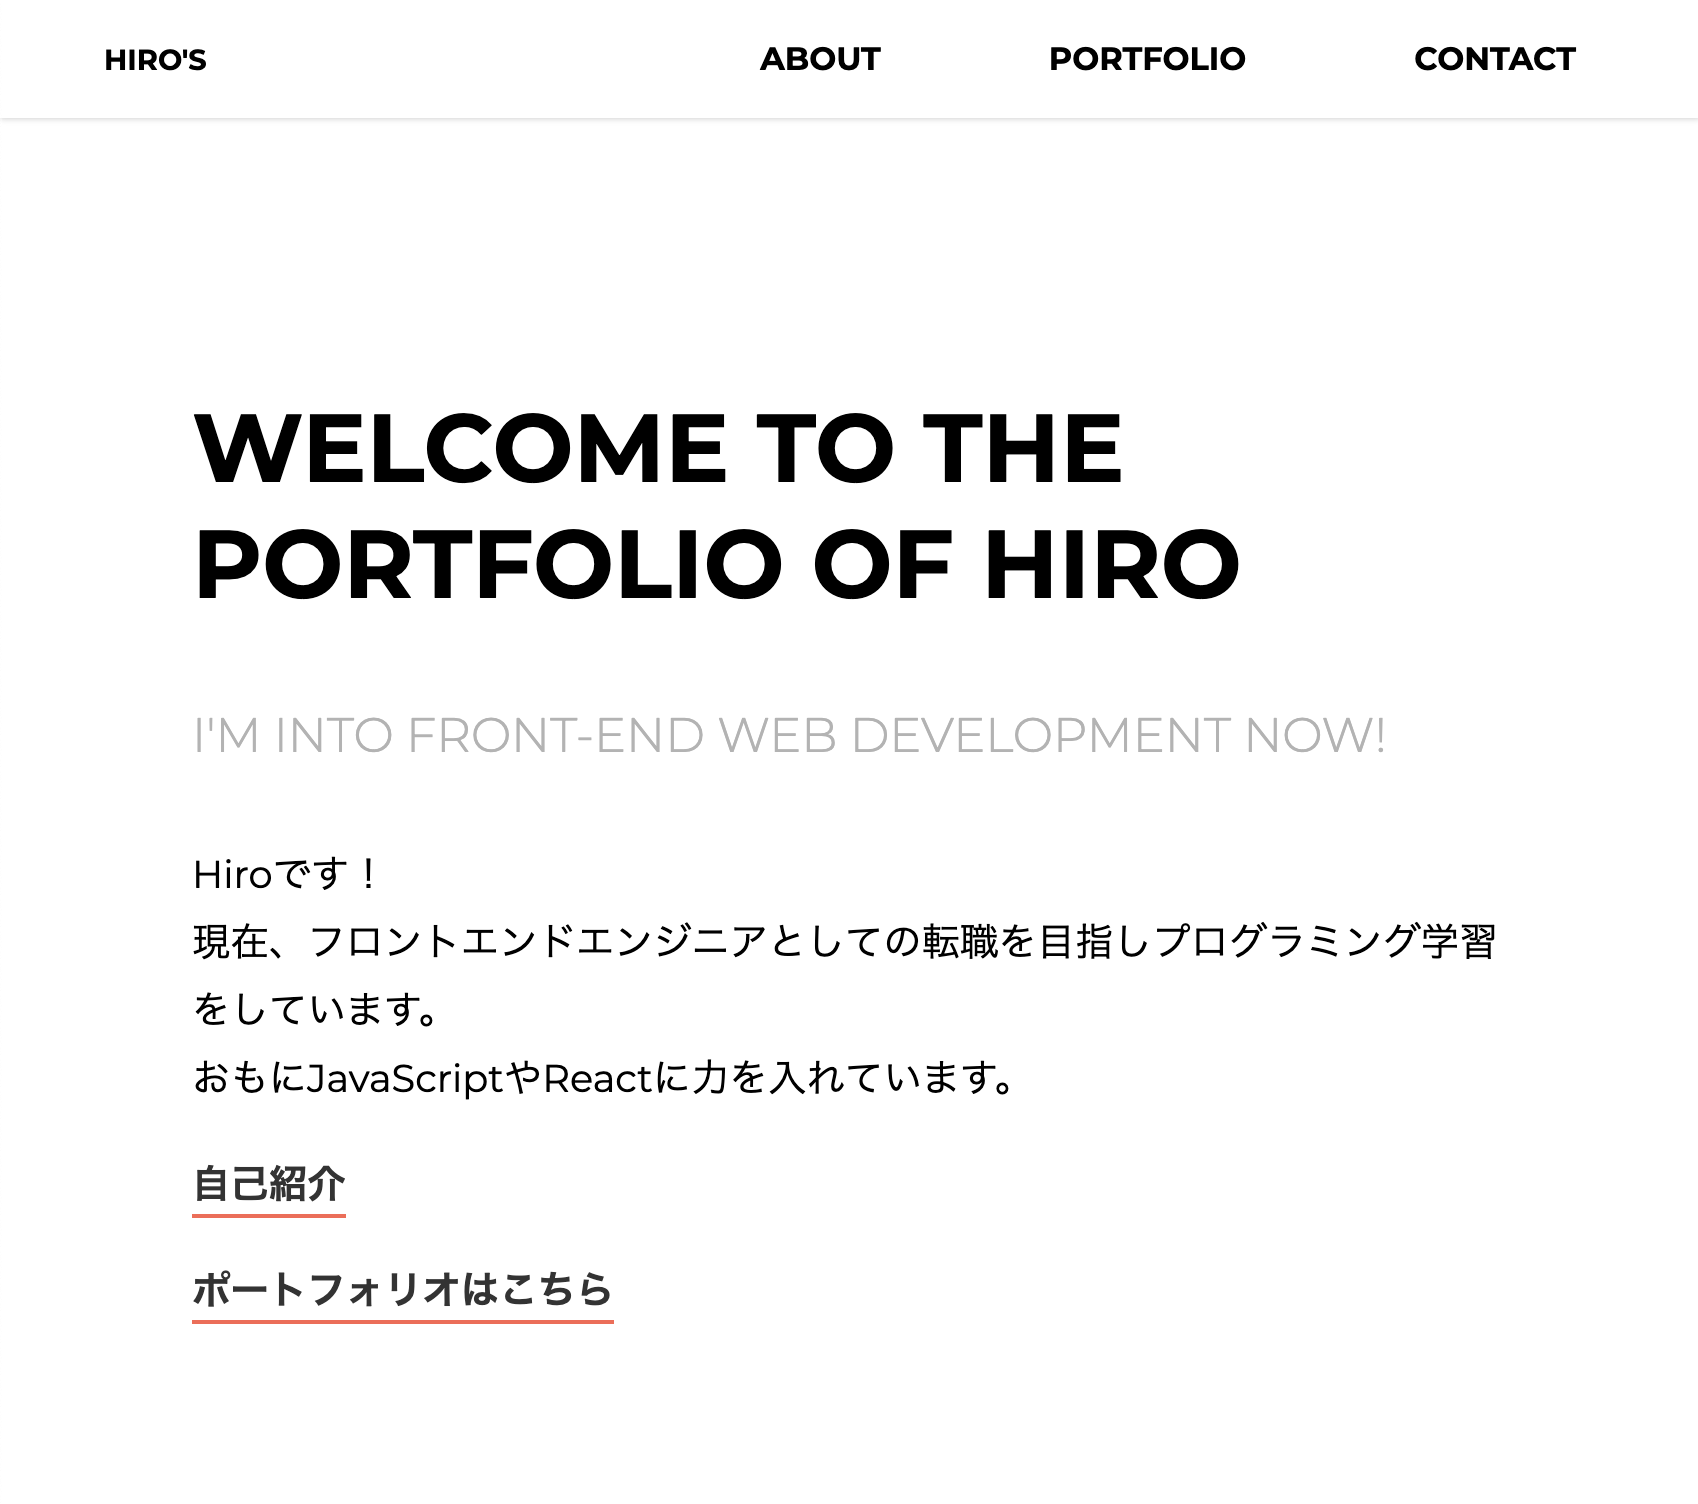 HIRO'S
ABOUT
PORTFOLIO
CONTACT
WELCOME TO THE
PORTFOLIO OF HIRO
I'M INTO FRONT-END WEB DEVELOPMENT NOW!
Hiroです！
現在、フロントエンドエンジニアとしての転職を目指しプログラミング学習
をしています。
おもにJavaScriptやReactに力を入れています。
自己紹介
ポートフォリオはこちら